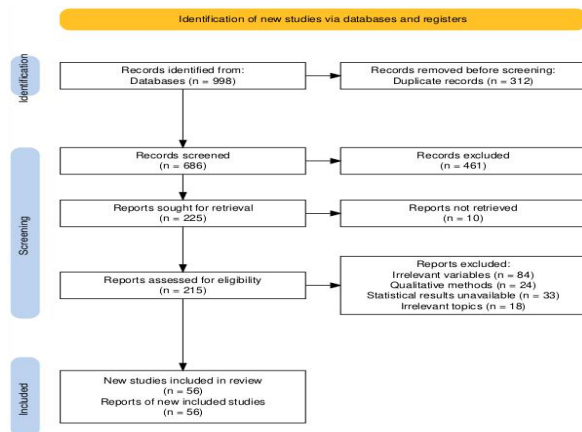 Identification of new studies via databases and registers
Identification
Records identified from:
Databases (n = 998)
Records removed before screening:
Duplicate records (n = 312)
Screening
Records screened
(n = 686)
Records excluded
(n = 461)
Reports sought for retrieval
(n = 225)
Reports not retrieved
(n = 10)
Reports assessed for eligibility
(n = 215)
Reports excluded:
Irrelevant variables (n = 84)
Qualitative methods (n = 24)
Statistical results unavailable (n = 33)
Irrelevant topics (n = 18)
Included
New studies included in review
(n = 56)
Reports of new included studies
(n = 56)